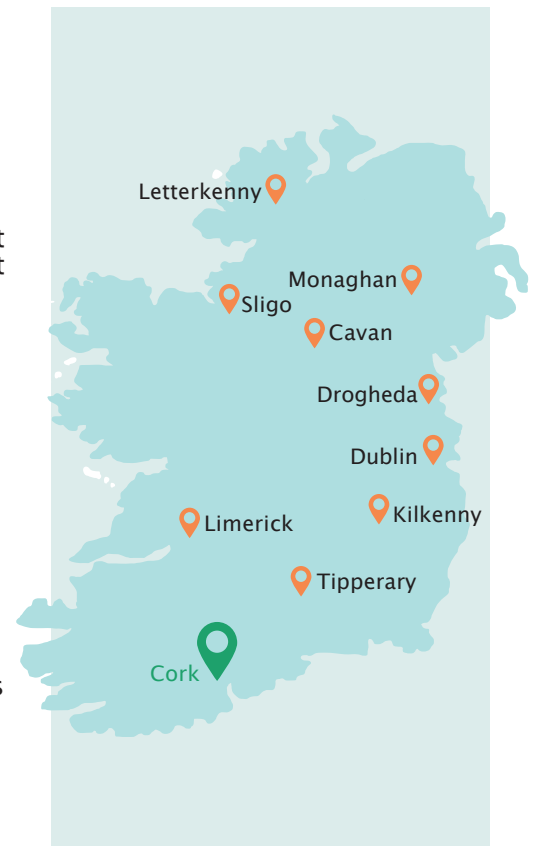 Letterkenny
t
t
Monaghan
Sligo
Cavan
Drogheda
Dublin
Kilkenny
Limerick
Tipperary
Cork
s